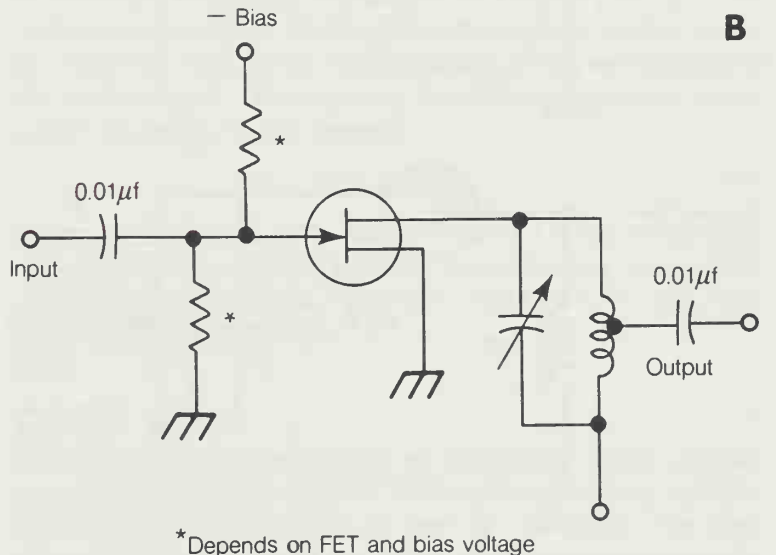 − Bias
B
*
0.01μf
Input
*
0.01μf
Output
*Depends on FET and bias voltage